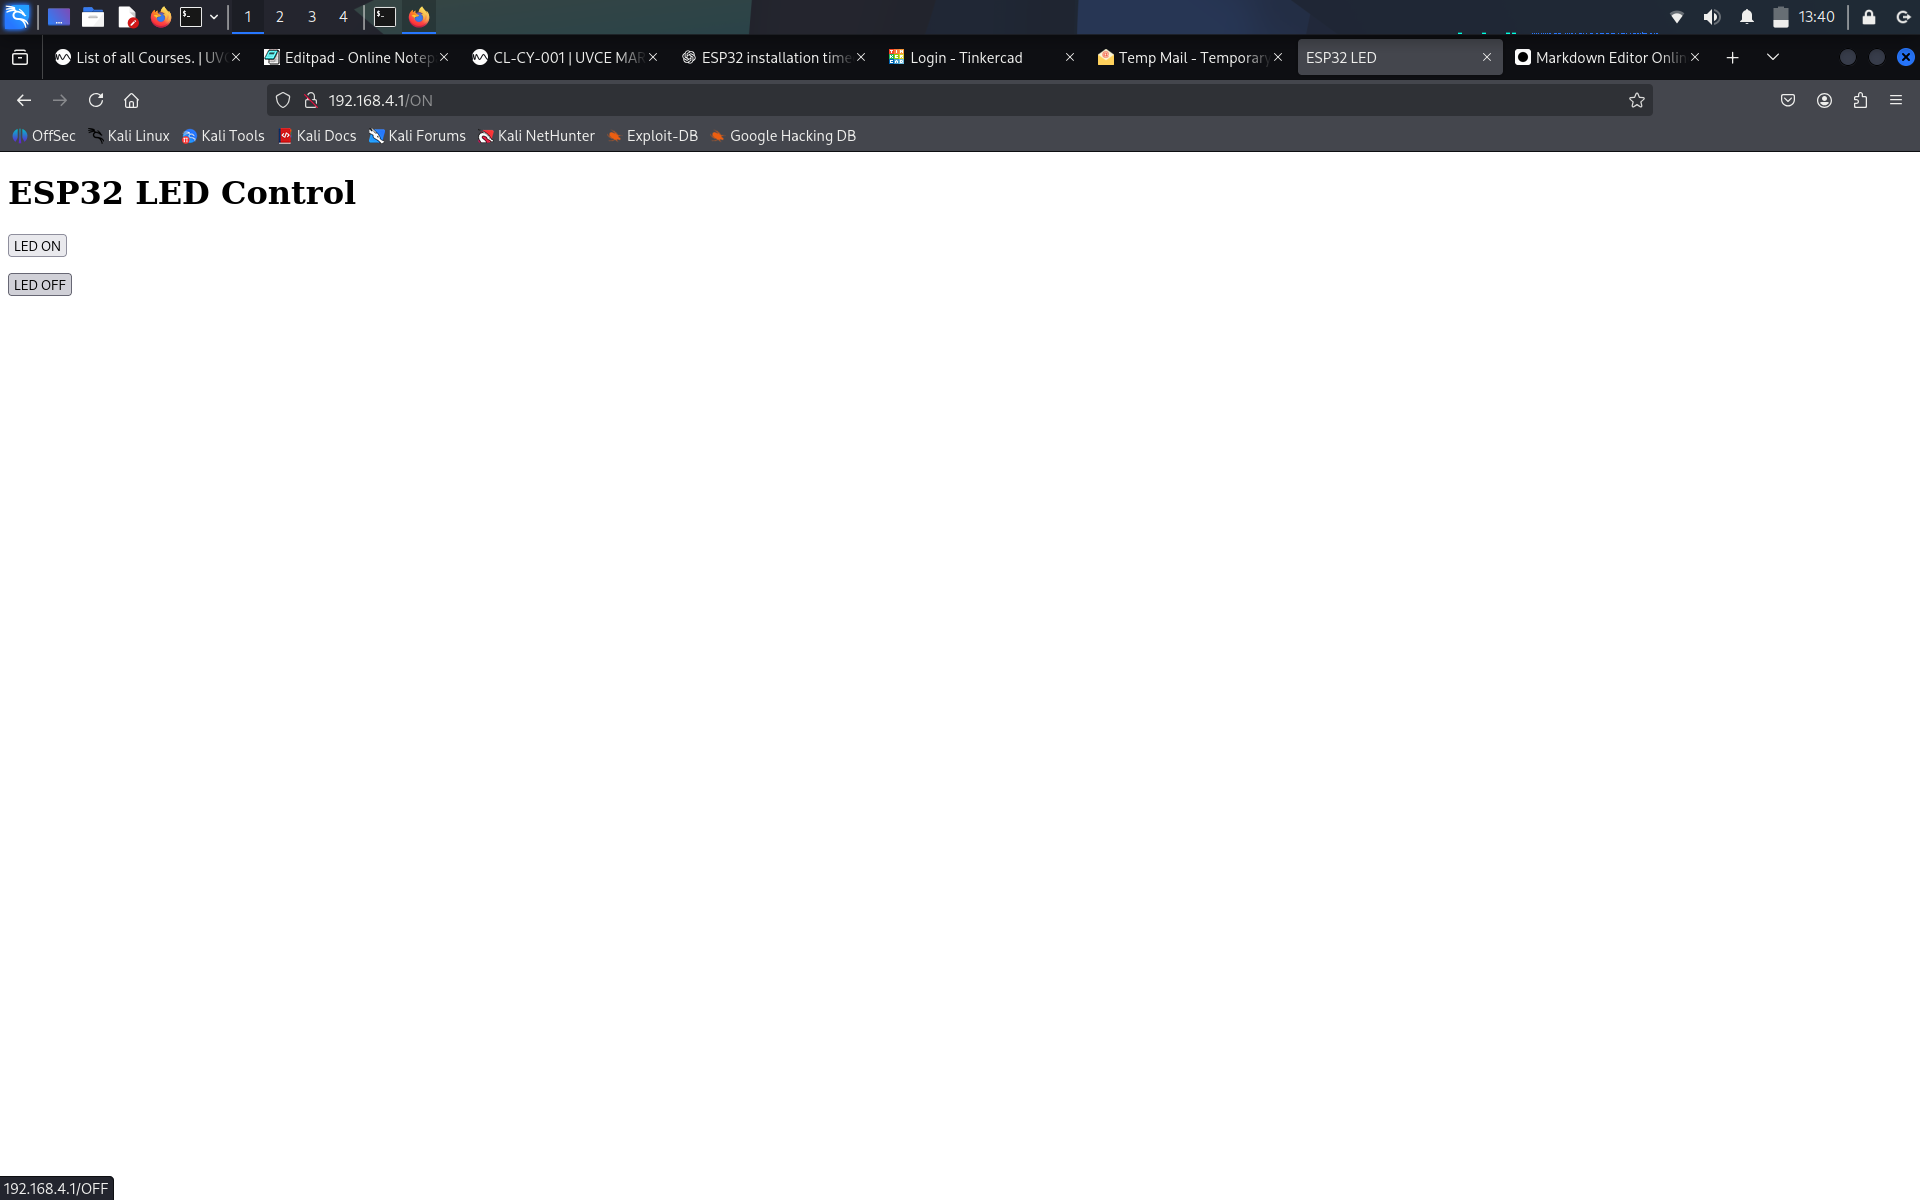 1 2 3 4 13:40
List of all Courses. | UV Editpad - Online Notep CL-CY-001 | UVCE MAR ESP32 installation time Login - Tinkercad Temp Mail - Temporary ESP32 LED Markdown Editor Onlin
192.168.4.1/ON
OffSec Kali Linux Kali Tools Kali Docs Kali Forums Kali NetHunter Exploit-DB Google Hacking DB
ESP32 LED Control
LED ON
LED OFF
192.168.4.1/OFF